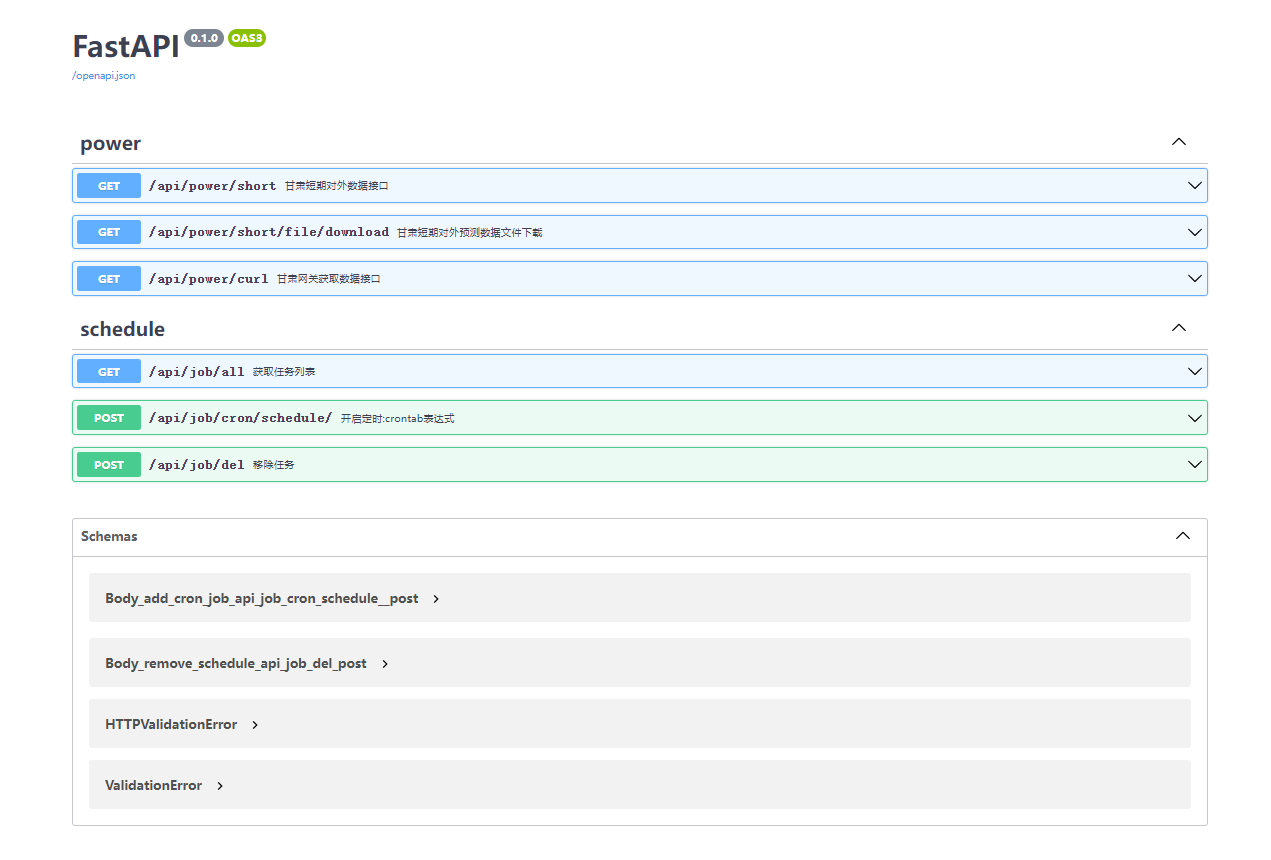 FastAPI 0.1.0 OAS3
/openapi.json
power
GET /api/power/short 甘肃短期对外数据接口
GET /api/power/short/file/download 甘肃短期对外预测数据文件下载
GET /api/power/curl 甘肃网关获取数据接口
schedule
GET /api/job/all 获取任务列表
POST /api/job/cron/schedule/ 开启定时:crontab表达式
POST /api/job/del 移除任务
Schemas
Body_add_cron_job_api_job_cron_schedule__post
Body_remove_schedule_api_job_del_post
HTTPValidationError
ValidationError